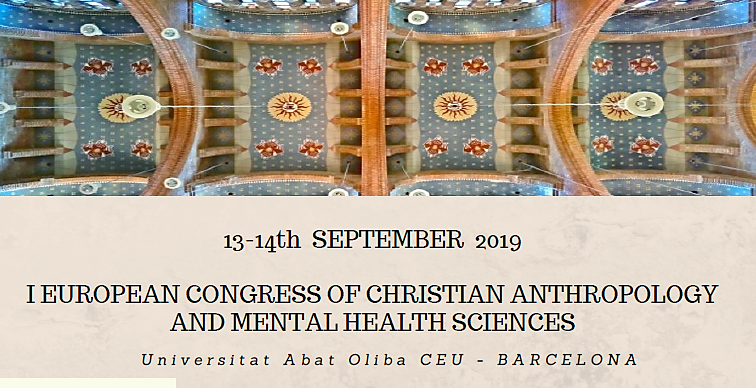 13-14th SEPTEMBER 2019
I EUROPEAN CONGRESS OF CHRISTIAN ANTHROPOLOGY
AND MENTAL HEALTH SCIENCES
Universitat Abat Oliba CEU - BARCELONA